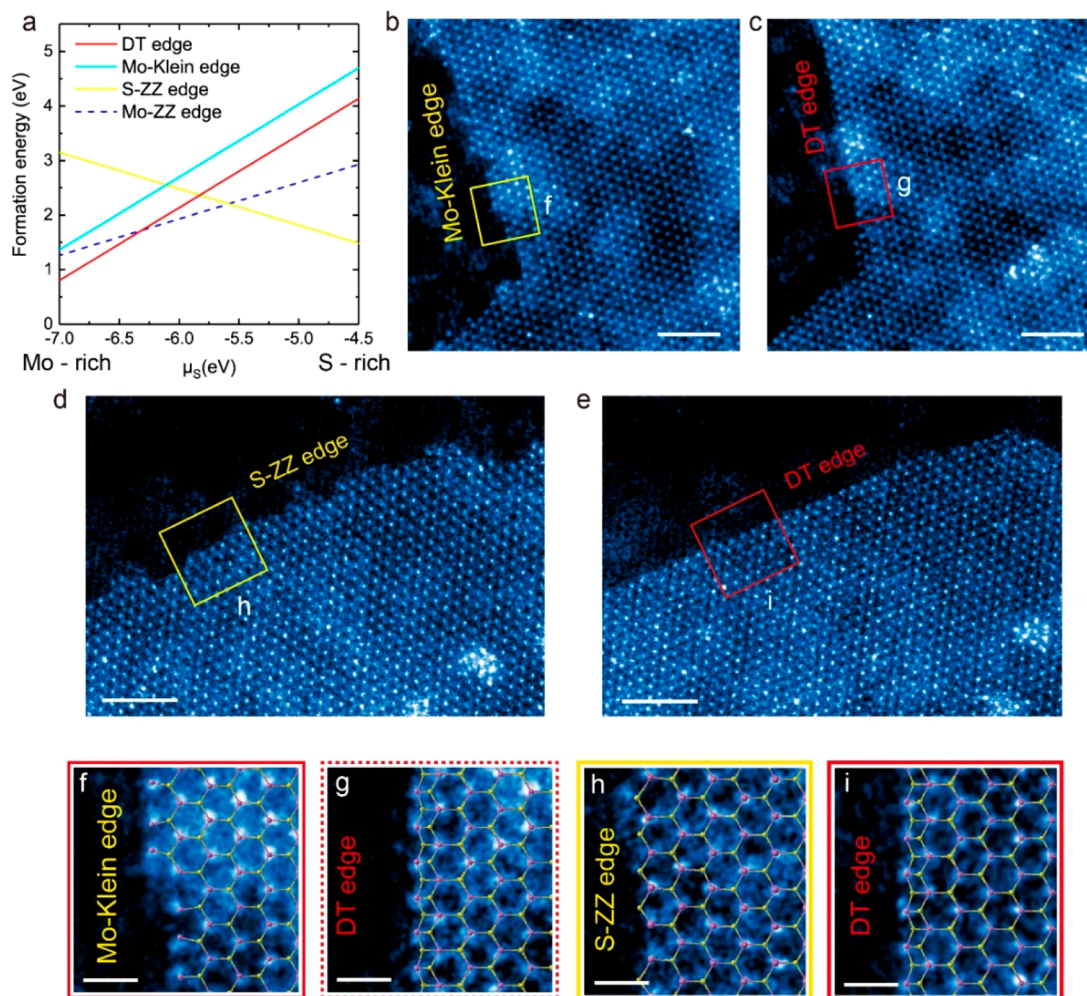 a
DT edge
Mo-Klein edge
S-ZZ edge
Mo-ZZ edge
Formation energy (eV)
5
4
3
2
1
0
-7.0
-6.5
-6.0
-5.5
-5.0
-4.5
Mo - rich
μs(eV)
S - rich
b
Mo-Klein edge
f
c
DT edge
g
d
S-ZZ edge
h
e
DT edge
i
f
Mo-Klein edge
g
DT edge
h
S-ZZ edge
i
DT edge